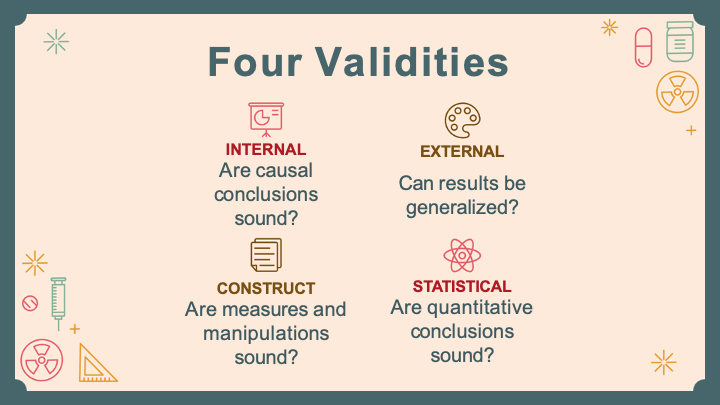 Four Validities
INTERNAL
Are causal
conclusions
sound?
EXTERNAL
Can results be
generalized?
CONSTRUCT
Are measures and
manipulations
sound?
STATISTICAL
Are quantitative
conclusions
sound?